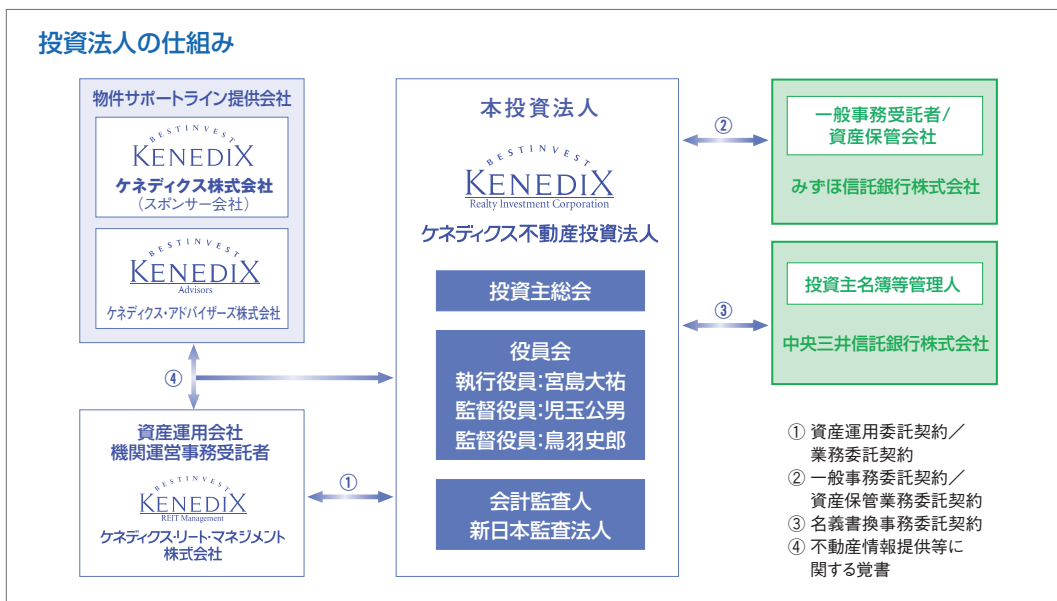 投資法人の仕組み
物件サポートライン提供会社
BESTINVEST
KENEDIX
ケネディクス株式会社
（スポンサー会社）
BESTINVEST
KENEDIX
Advisors
ケネディクス・アドバイザーズ株式会社
④
資産運用会社
機関運営事務受託者
BESTINVEST
KENEDIX
REIT Management
ケネディクス・リート・マネジメント
株式会社
①
本投資法人
BESTINVEST
KENEDIX
Realty Investment Corporation
ケネディクス不動産投資法人
投資主総会
役員会
執行役員：宮島大祐
監督役員：児玉公男
監督役員：鳥羽史郎
会計監査人
新日本監査法人
②
一般事務受託者/
資産保管会社
みずほ信託銀行株式会社
③
投資主名簿等管理人
中央三井信託銀行株式会社
① 資産運用委託契約／
業務委託契約
② 一般事務委託契約／
資産保管業務委託契約
③ 名義書換事務委託契約
④ 不動産情報提供等に
関する覚書